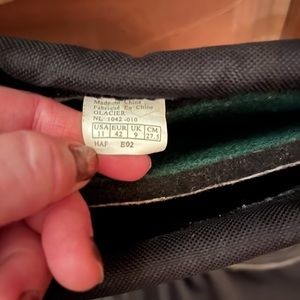 Made in China
Fabriqué En Chine
GLACIER
NL 1042-010
USA EUR UK CM
11 42 9 27.5
HAF E02